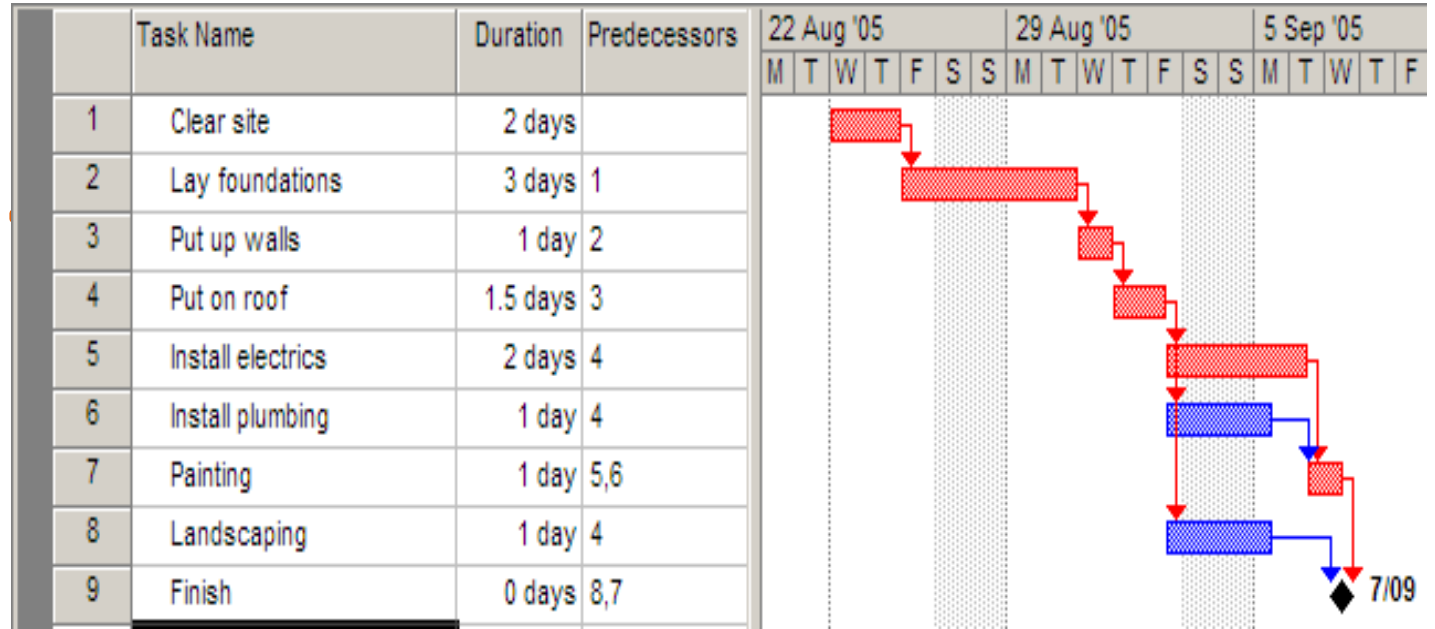 Task Name Duration Predecessors 22 Aug '05 29 Aug '05 5 Sep '05
M T W T F S S M T W T F S S M T W T F
1 Clear site 2 days
2 Lay foundations 3 days 1
3 Put up walls 1 day 2
4 Put on roof 1.5 days 3
5 Install electrics 2 days 4
6 Install plumbing 1 day 4
7 Painting 1 day 5,6
8 Landscaping 1 day 4
9 Finish 0 days 8,7 7/09